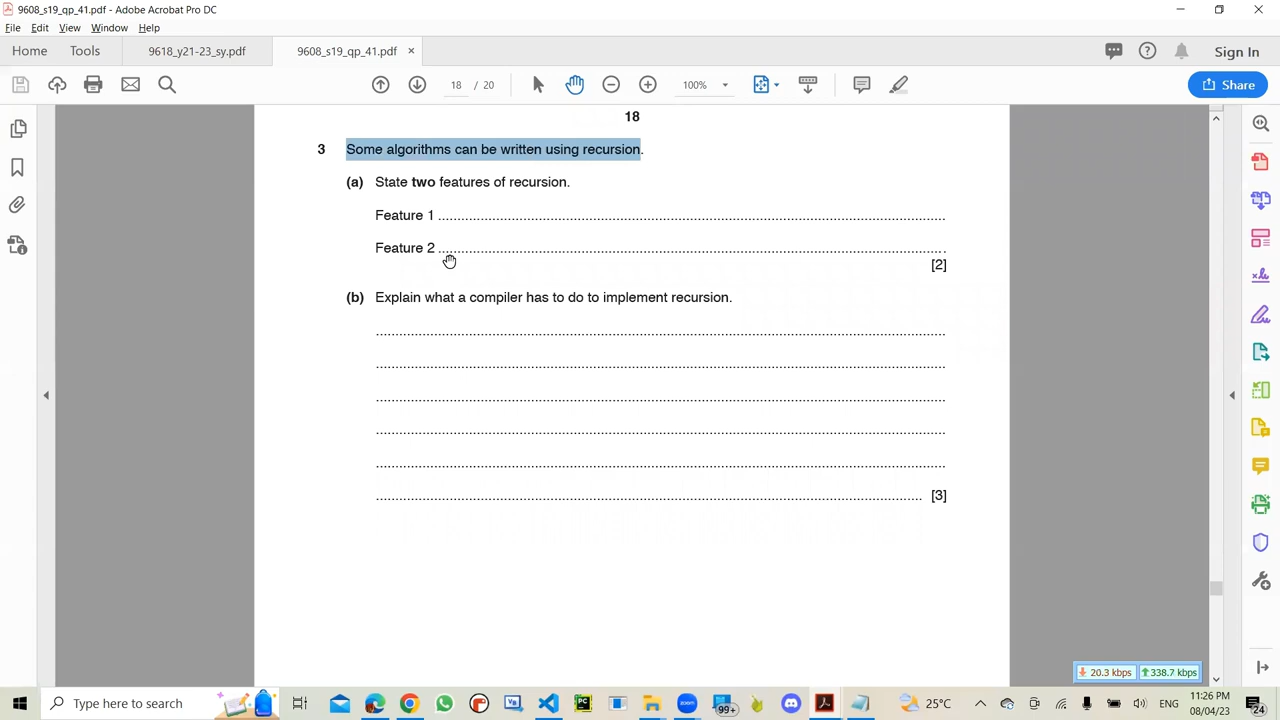 9608_s19_qp_41.pdf - Adobe Acrobat Pro DC
File Edit View Window Help
Home Tools 9618_y21-23_sy.pdf 9608_s19_qp_41.pdf × Sign In
18 / 20 100% Share
18
3 Some algorithms can be written using recursion.
(a) State two features of recursion.
Feature 1 ..........
Feature 2 ..........
[2]
(b) Explain what a compiler has to do to implement recursion.
[3]
20.3 kbps 338.7 kbps
Type here to search 99+ zoom 25°C ENG 11:26 PM
08/04/23 24